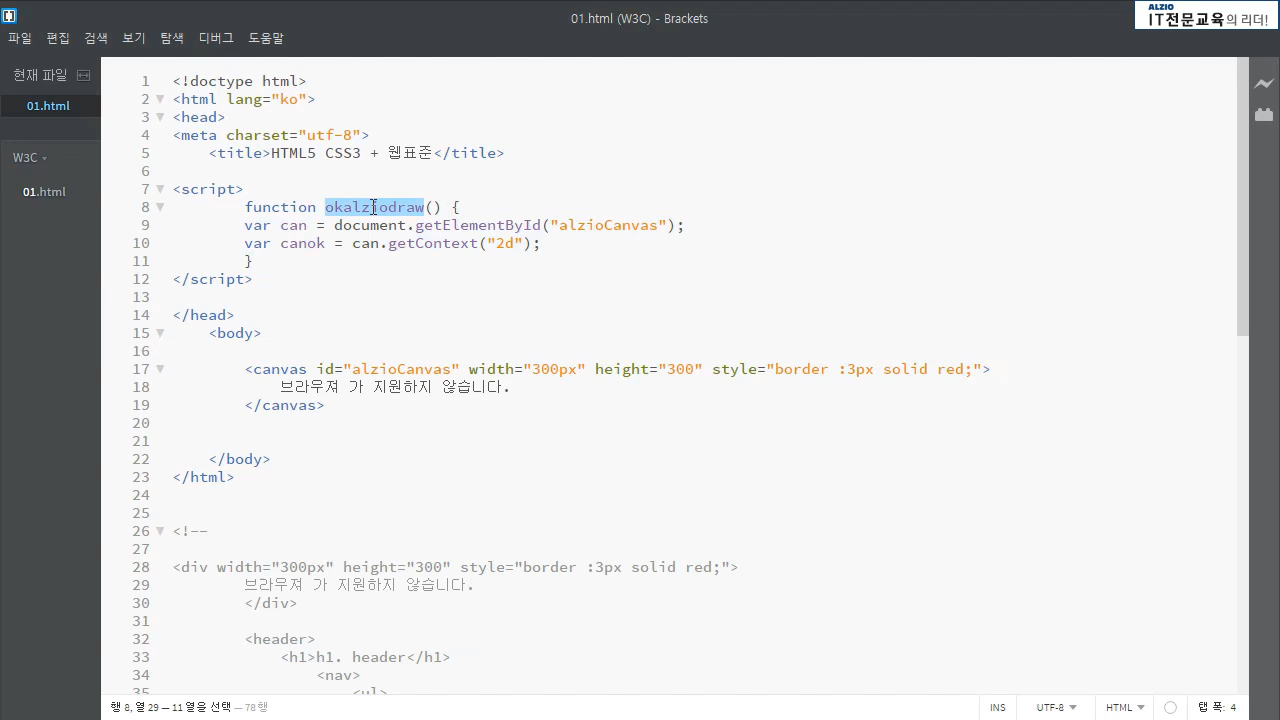 01.html (W3C) - Brackets
ALZIO
IT전문교육의 리더!
파일 편집 검색 보기 탐색 디버그 도움말
현재 파일
01.html
W3C
01.html
1 <!doctype html>
2 <html lang="ko">
3 <head>
4 <meta charset="utf-8">
5 <title>HTML5 CSS3 + 웹표준</title>
6
7 <script>
8 function okalziodraw() {
9 var can = document.getElementById("alzioCanvas");
10 var canok = can.getContext("2d");
11 }
12 </script>
13
14 </head>
15 <body>
16
17 <canvas id="alzioCanvas" width="300px" height="300" style="border :3px solid red;">
18 브라우져 가 지원하지 않습니다.
19 </canvas>
20
21
22 </body>
23 </html>
24
25
26 <!--
27
28 <div width="300px" height="300" style="border :3px solid red;">
29 브라우져 가 지원하지 않습니다.
30 </div>
31
32 <header>
33 <h1>h1. header</h1>
34 <nav>
35 <ul>
행 8, 열 29 — 11 열을 선택 — 78 행 INS UTF-8 HTML 탭 폭: 4